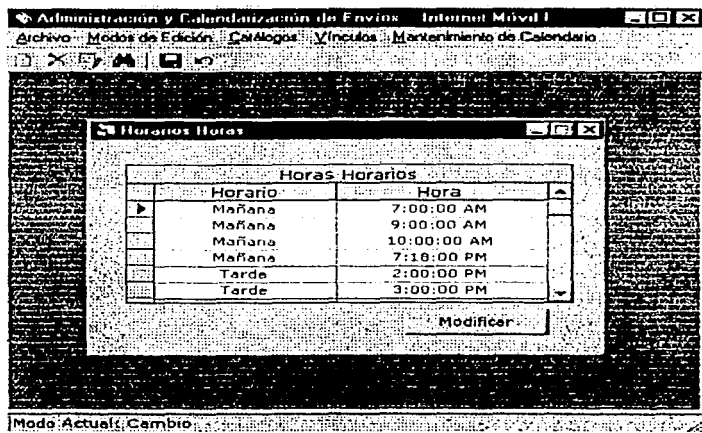 Administración y Calendarización de Envíos - Internet Móvil
Archivo Modos de Edición Catálogos Vínculos Mantenimiento de Calendario
Horarios Horas
Horas Horarios
Horario Hora
Mañana 7:00:00 AM
Mañana 9:00:00 AM
Mañana 10:00:00 AM
Mañana 7:18:00 PM
Tarde 2:00:00 PM
Tarde 3:00:00 PM
Modificar
Modo Actual: Cambio